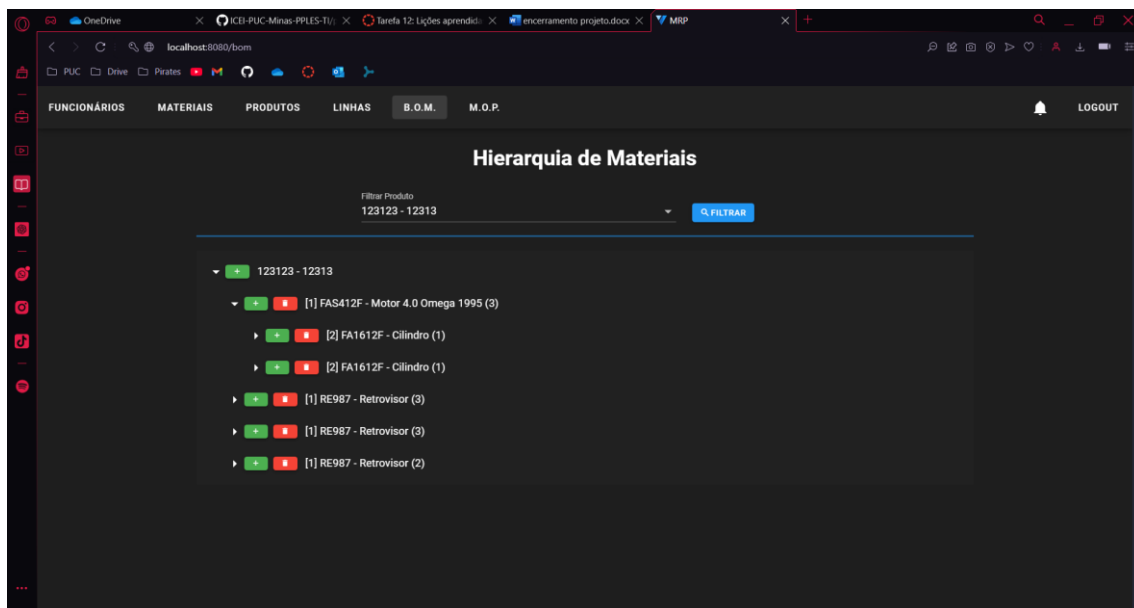 OneDrive
ICEI-PUC-Minas-PPLES-TI/
Tarefa 12: Lições aprendida
encerramento projeto.docx
MRP
localhost:8080/bom
PUC
Drive
Pirates
FUNCIONÁRIOS
MATERIAIS
PRODUTOS
LINHAS
B.O.M.
M.O.P.
LOGOUT
Hierarquia de Materiais
Filtrar Produto
123123 - 12313
FILTRAR
123123 - 12313
[1] FAS412F - Motor 4.0 Omega 1995 (3)
[2] FA1612F - Cilindro (1)
[2] FA1612F - Cilindro (1)
[1] RE987 - Retrovisor (3)
[1] RE987 - Retrovisor (3)
[1] RE987 - Retrovisor (2)